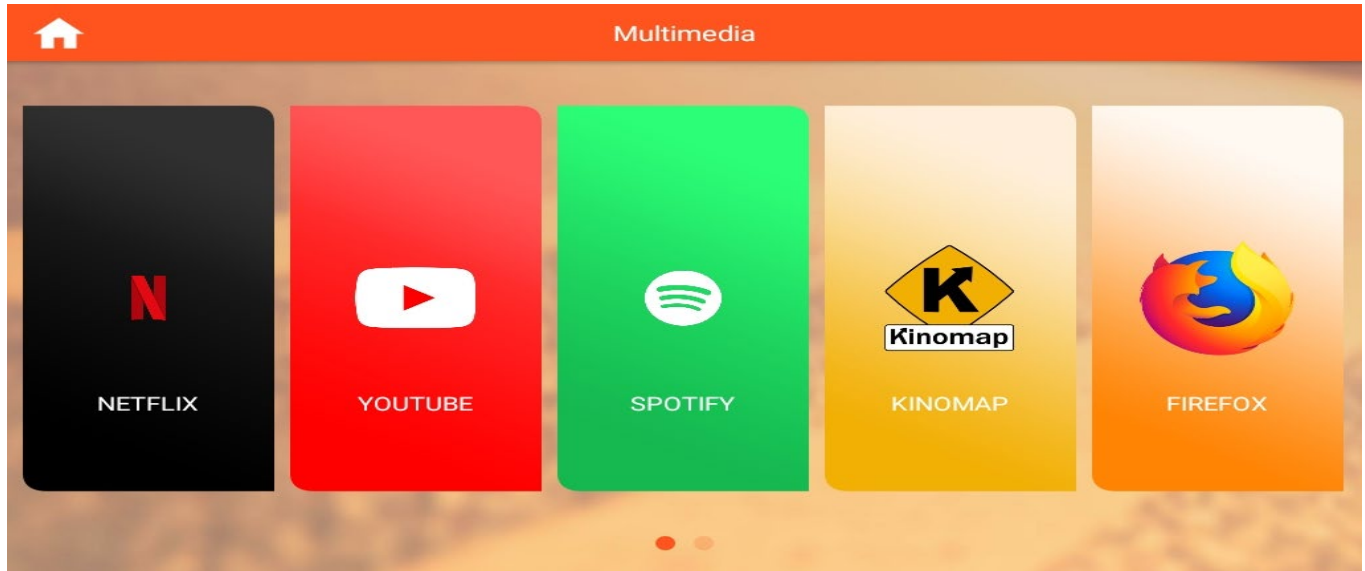 Multimedia
N
K
Kinomap
NETFLIX
YOUTUBE
SPOTIFY
KINOMAP
FIREFOX